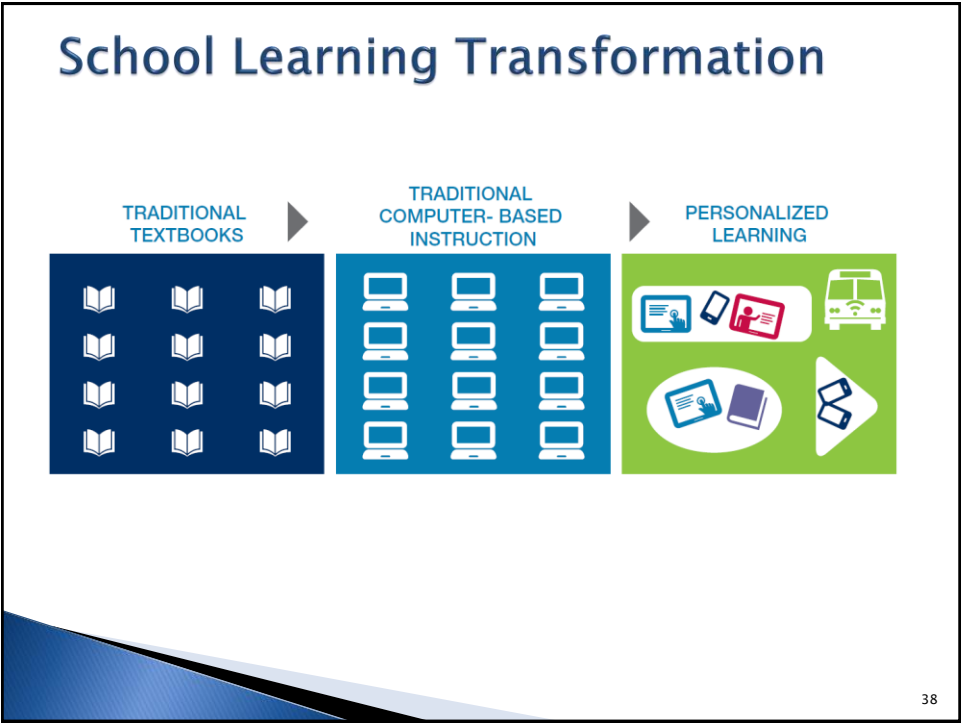 School Learning Transformation
TRADITIONAL
TEXTBOOKS
TRADITIONAL
COMPUTER- BASED
INSTRUCTION
PERSONALIZED
LEARNING
38